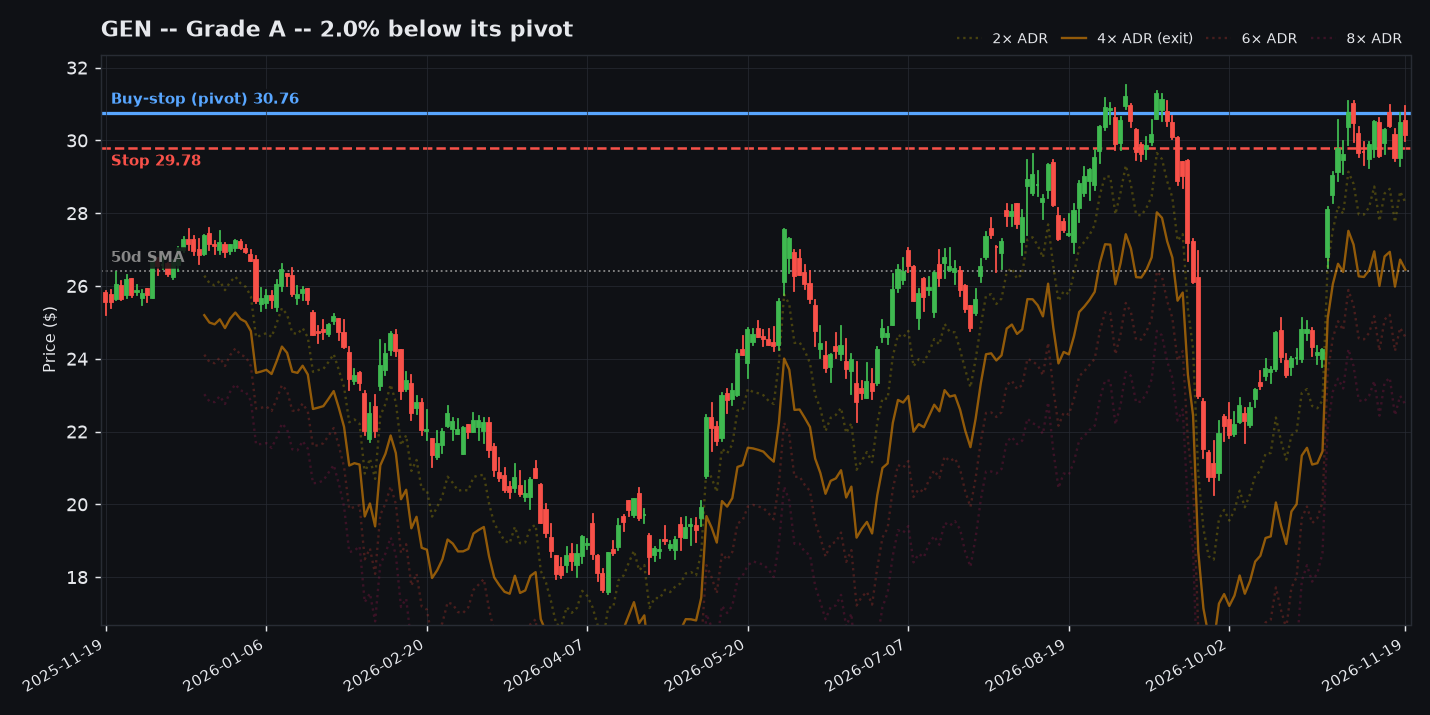 GEN -- Grade A -- 2.0% below its pivot
2× ADR
4× ADR (exit)
6× ADR
8× ADR
32
30
28
26
24
22
20
18
Price ($)
Buy-stop (pivot) 30.76
Stop 29.78
50d SMA
2025-11-19
2026-01-06
2026-02-20
2026-04-07
2026-05-20
2026-07-07
2026-08-19
2026-10-02
2026-11-19